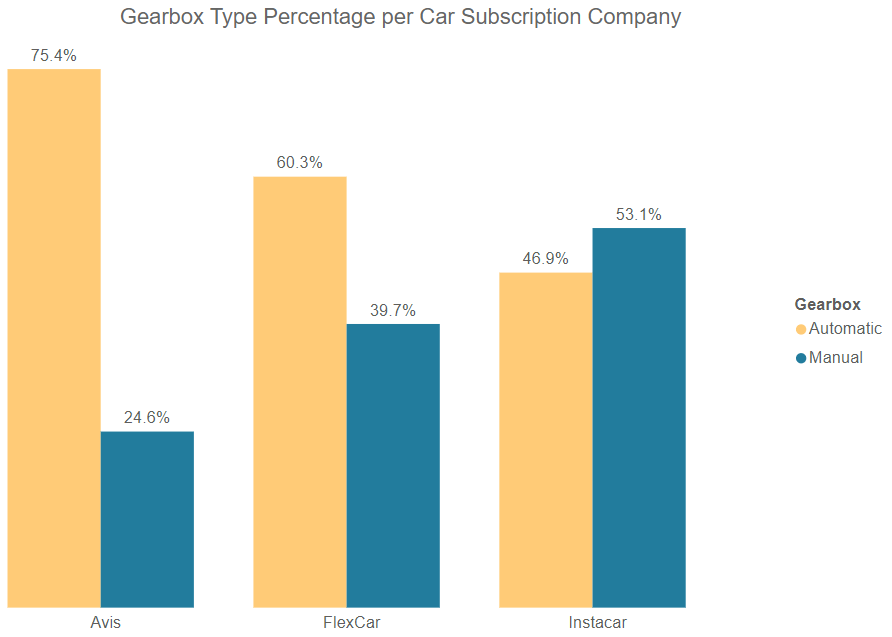 Gearbox Type Percentage per Car Subscription Company
75.4%
24.6%
60.3%
39.7%
46.9%
53.1%
Avis
FlexCar
Instacar
Gearbox
Automatic
Manual